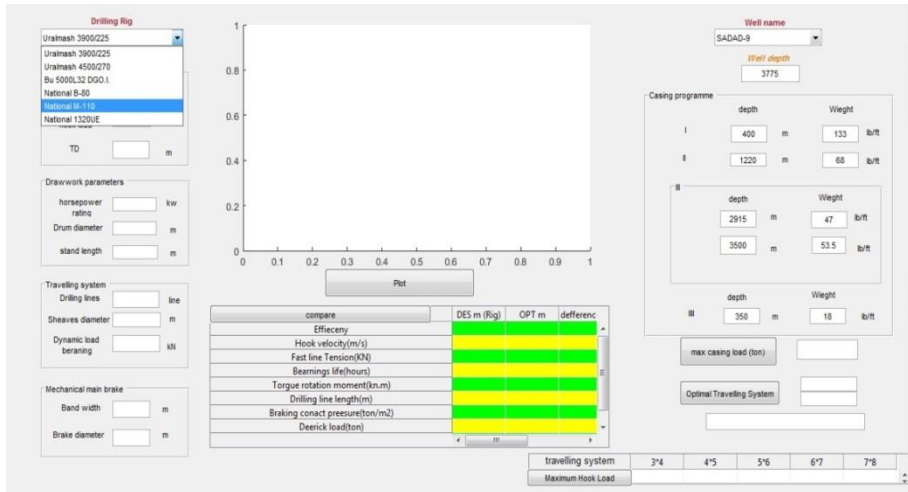 Drilling Rig
Uralmash 3900/225
Uralmash 3900/225
Uralmash 4500/270
Bu 5000L32 DGO.I.
National B-80
National M-110
National 1320UE
TD m
Drawwork parameters
horsepower rating kw
Drum diameter m
stand length m
Travelling system
Drilling lines line
Sheaves diameter m
Dynamic load beraning kN
Mechanical main brake
Band width m
Brake diameter m
1
0.8
0.6
0.4
0.2
0
0 0.1 0.2 0.3 0.4 0.5 0.6 0.7 0.8 0.9 1
Plot
compare DES m (Rig) OPT m defferenc
Effieceny
Hook velocity(m/s)
Fast line Tension(KN)
Bearnings life(hours)
Torgue rotation moment(kn.m)
Drilling line length(m)
Braking conact preesure(ton/m2)
Deerick load(ton)
Well name
SADAD-9
Well depth
3775
Casing programme
depth Wieght
I 400 m 133 lb/ft
II 1220 m 68 lb/ft
III
depth Wieght
2915 m 47 lb/ft
3500 m 53.5 lb/ft
depth Wieght
III 350 m 18 lb/ft
max casing load (ton)
Optimal Travelling System
travelling system 3*4 4*5 5*6 6*7 7*8
Maximum Hook Load